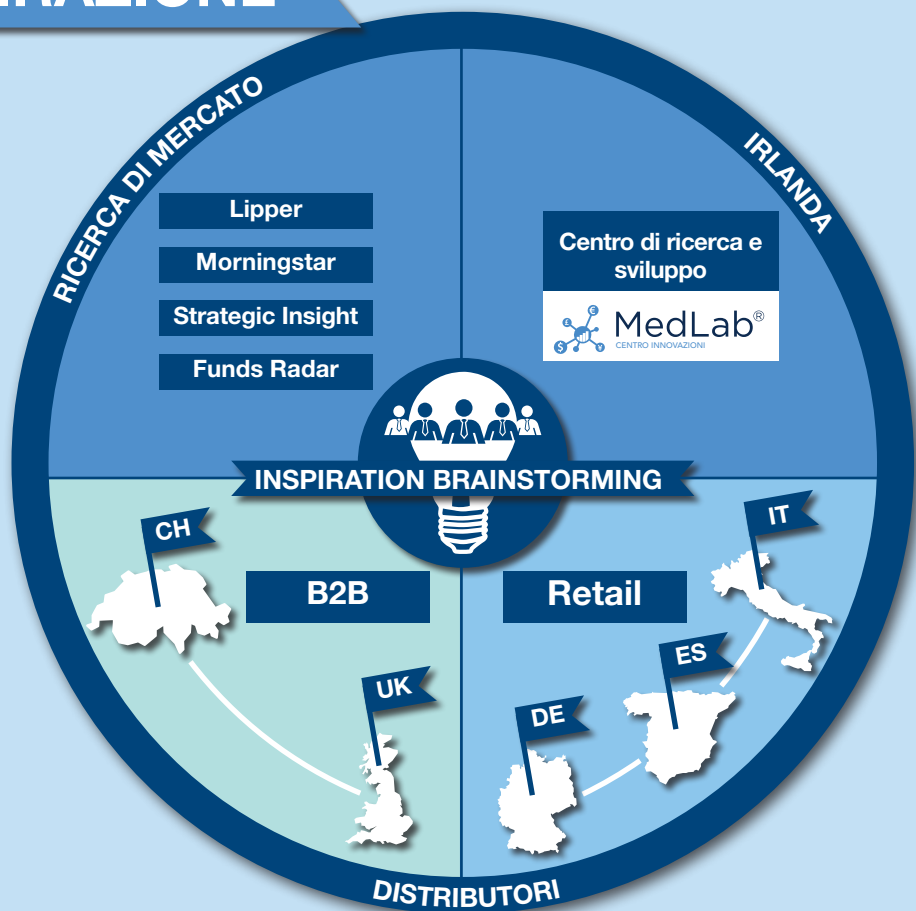 RICERCA DI MERCATO
IRLANDA
Lipper
Morningstar
Strategic Insight
Funds Radar
Centro di ricerca e
sviluppo
MedLab®
CENTRO INNOVAZIONI
€
£
$
¥
INSPIRATION BRAINSTORMING
CH
IT
B2B
Retail
UK
ES
DE
DISTRIBUTORI